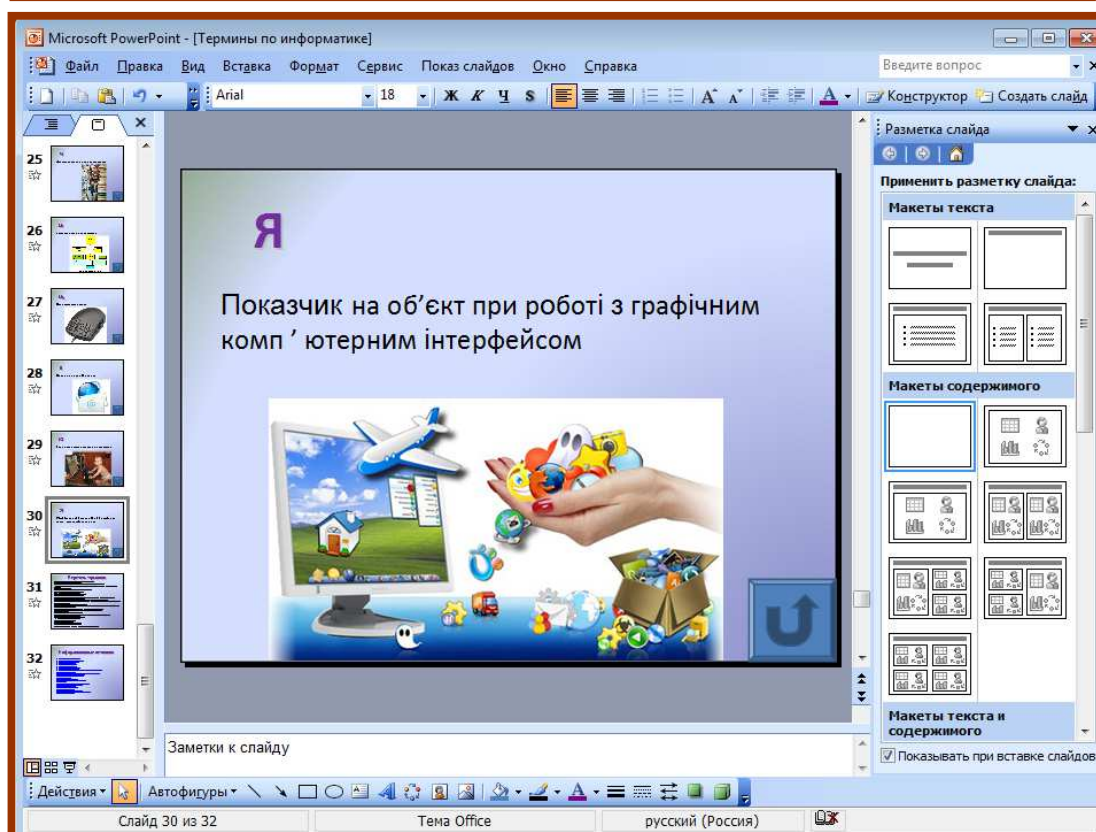 Microsoft PowerPoint - [Термины по информатике]
Файл Правка Вид Вставка Формат Сервис Показ слайдов Окно Справка
Введите вопрос
Arial 18 Ж К Ч S А А А Конструктор Создать слайд
Разметка слайда
Применить разметку слайда:
Макеты текста
Макеты содержимого
Макеты текста и содержимого
Показывать при вставке слайдов
25
26
27
28
29
30
31
32
Я
Показчик на об’єкт при роботі з графічним
комп ’ ютерним інтерфейсом
Заметки к слайду
Действия Автофигуры А
Слайд 30 из 32 Тема Office русский (Россия)